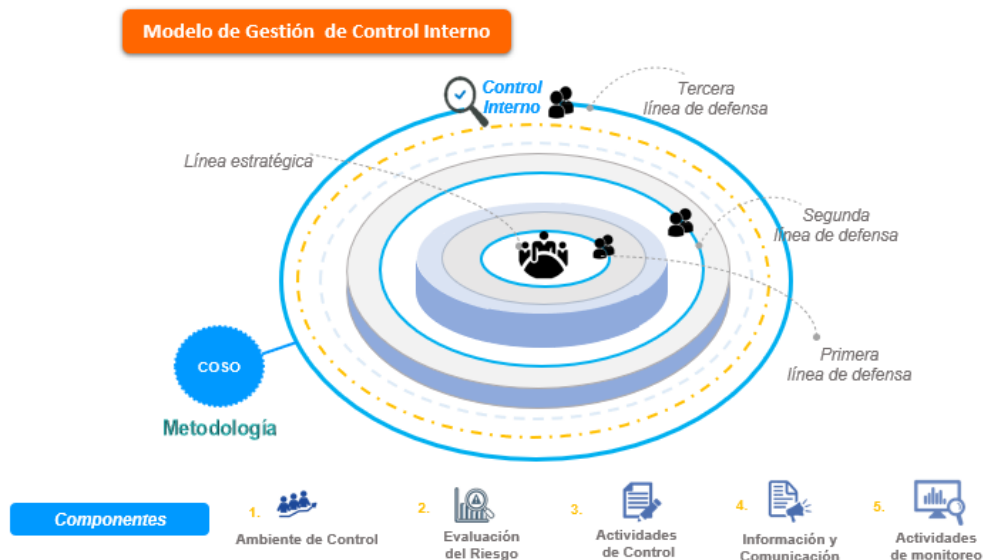 Modelo de Gestión de Control Interno
Control
Interno
Tercera
línea de defensa
Línea estratégica
Segunda
línea de defensa
Primera
línea de defensa
COSO
Metodología
Componentes
1.
Ambiente de Control
2.
Evaluación
del Riesgo
3.
Actividades
de Control
4.
Información y
Comunicación
5.
Actividades
de monitoreo